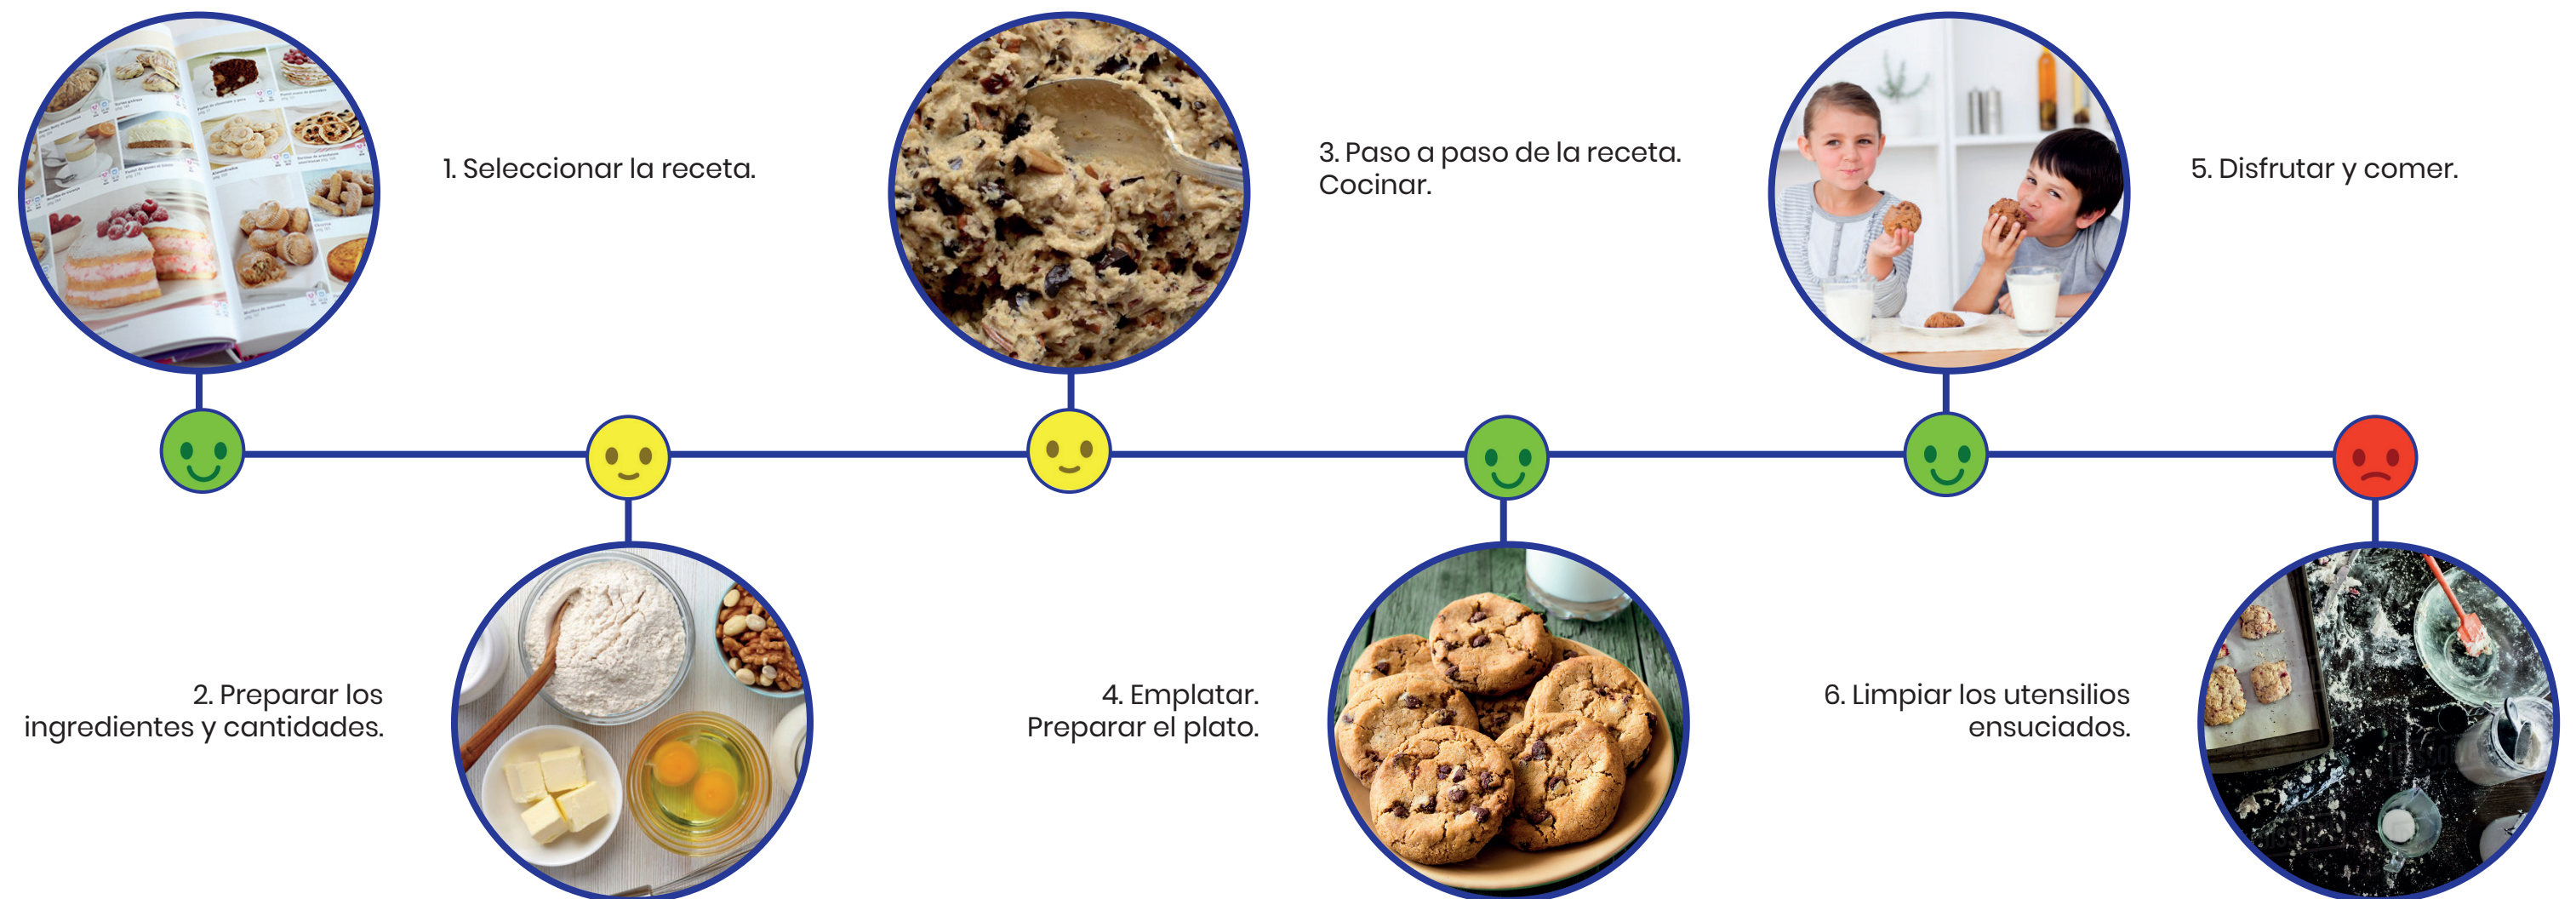 1. Seleccionar la receta.
2. Preparar los
ingredientes y cantidades.
3. Paso a paso de la receta.
Cocinar.
4. Emplatar.
Preparar el plato.
5. Disfrutar y comer.
6. Limpiar los utensilios
ensuciados.